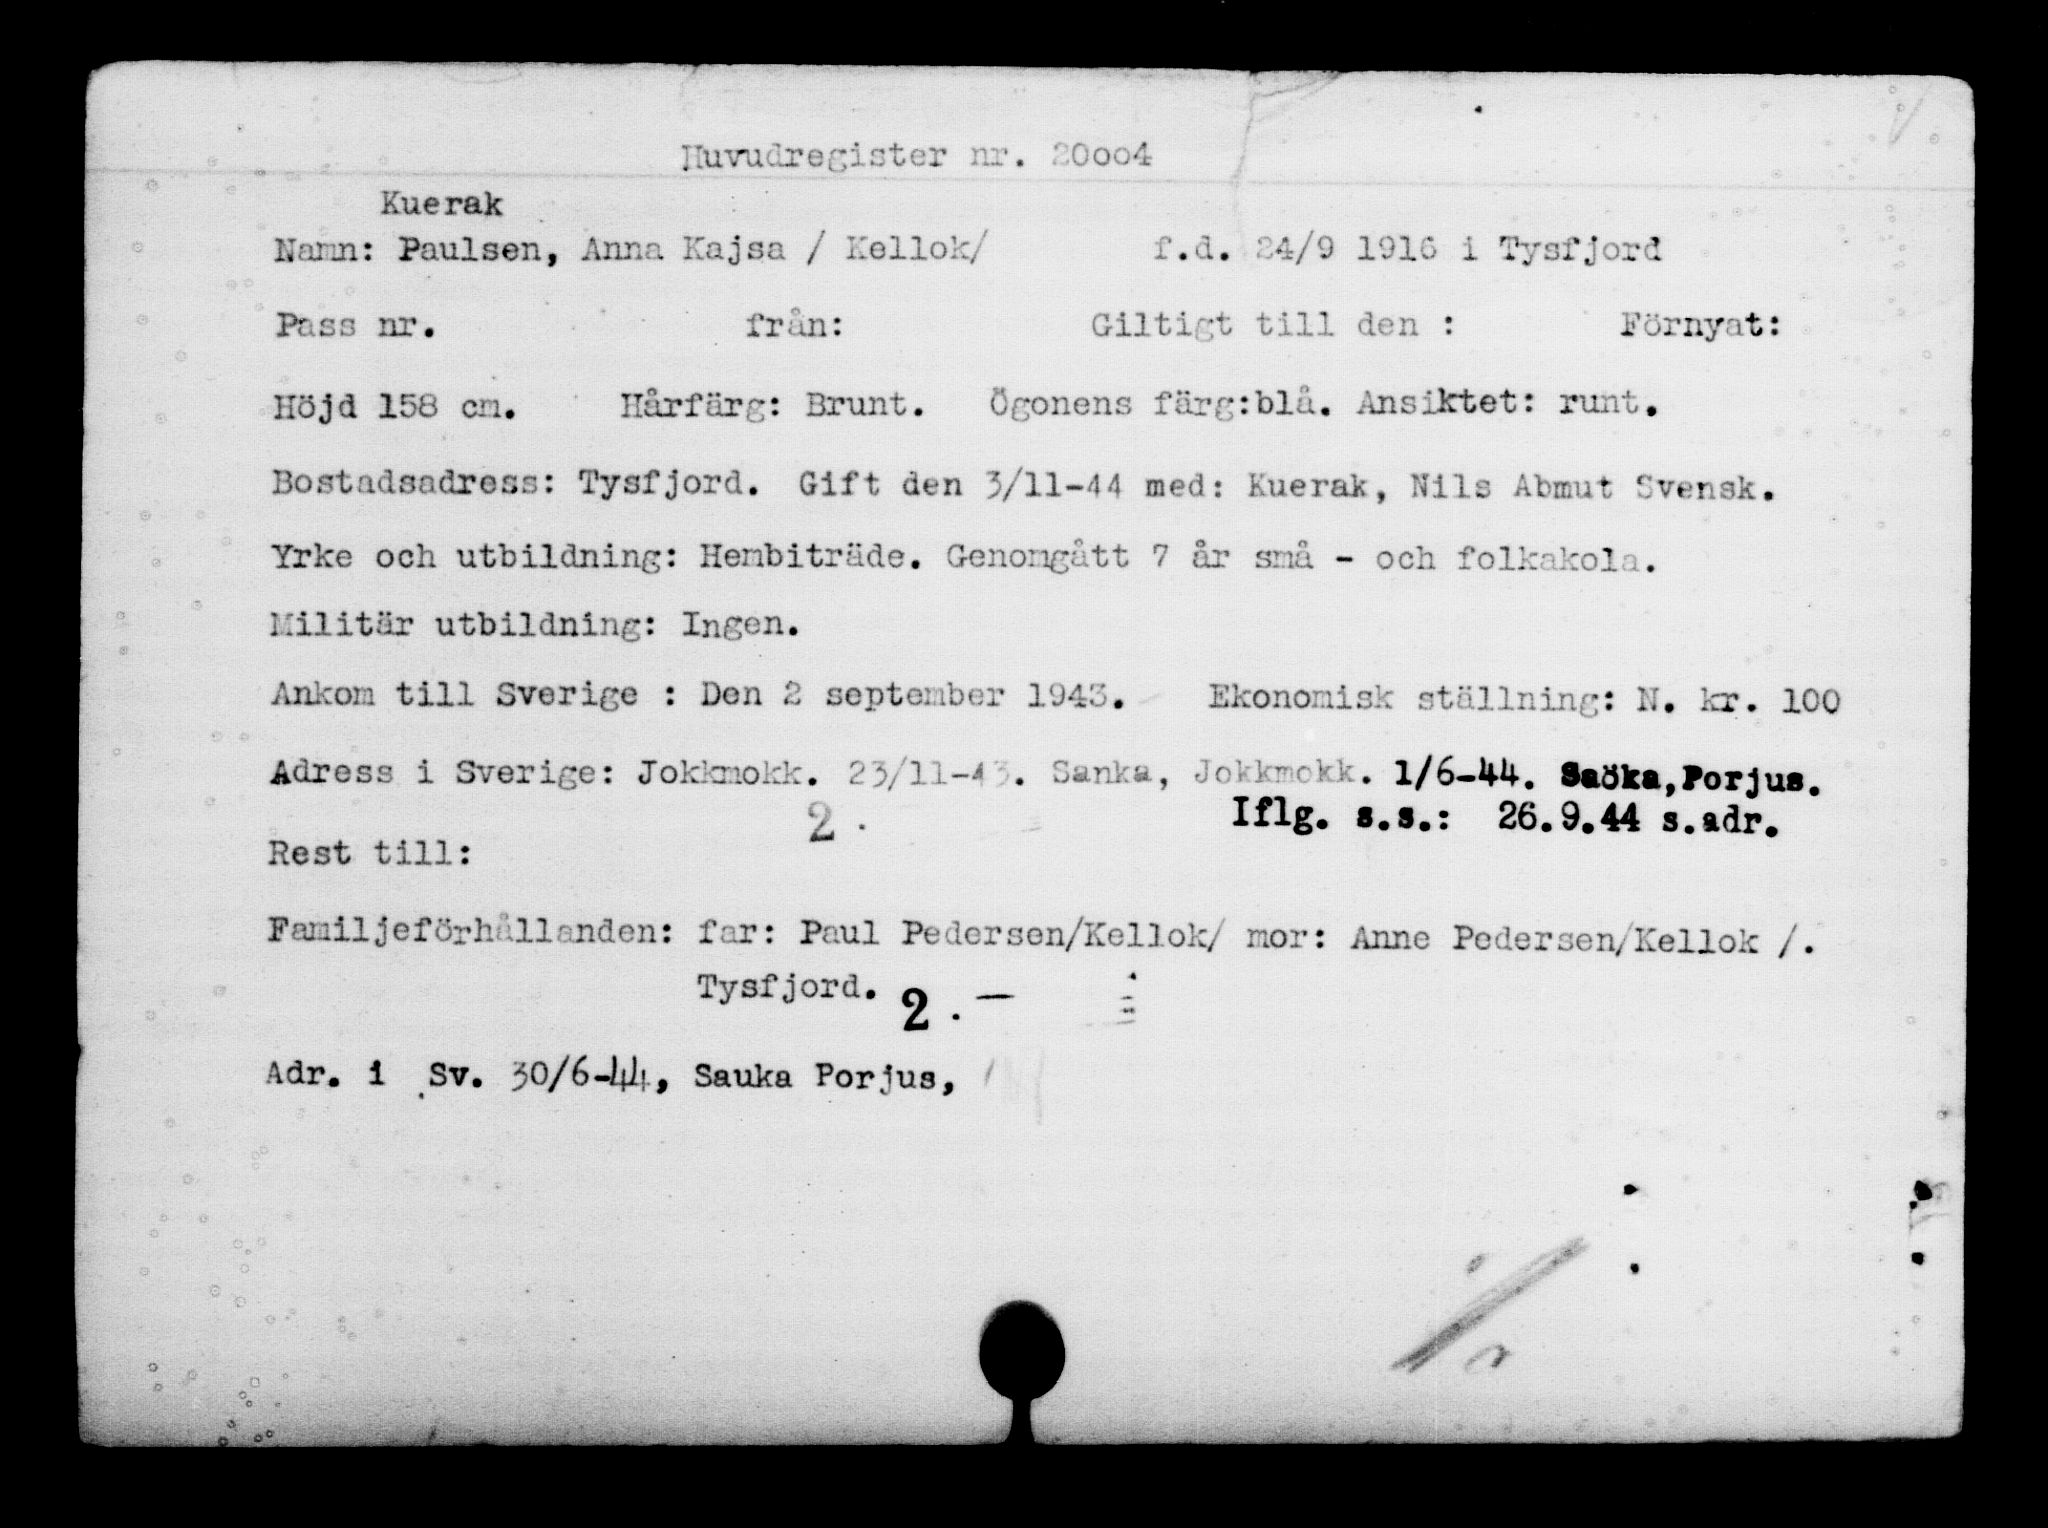 Huvudregister nr. 20oo4
Kuerak
Namn: Paulsen, Anna Kajsa / Kellok/ f.d. 24/9 1916 i Tysfjord
Pass nr. från: Giltigt till den : Förnyat:
Höjd 158 cm. Hårfärg: Brunt. Ögonens färg:blå. Ansiktet: runt.
Bostadsadress: Tysfjord. Gift den 3/11-44 med: Kuerak, Nils Abmut Svensk.
Yrke och utbildning: Hembiträde. Genomgått 7 år små - och folkakola.
Militär utbildning: Ingen.
Ankom till Sverige : Den 2 september 1943. Ekonomisk ställning: N. kr. 100
Adress i Sverige: Jokkmokk. 23/11-43. Sanka, Jokkmokk. 1/6-44. Saöka,Porjus.
2. Iflg. s.s.: 26.9.44 s.adr.
Rest till:
Familjeförhållanden: far: Paul Pedersen/Kellok/ mor: Anne Pedersen/Kellok /.
Tysfjord. 2. -
Adr. i Sv. 30/6-44, Sauka Porjus,